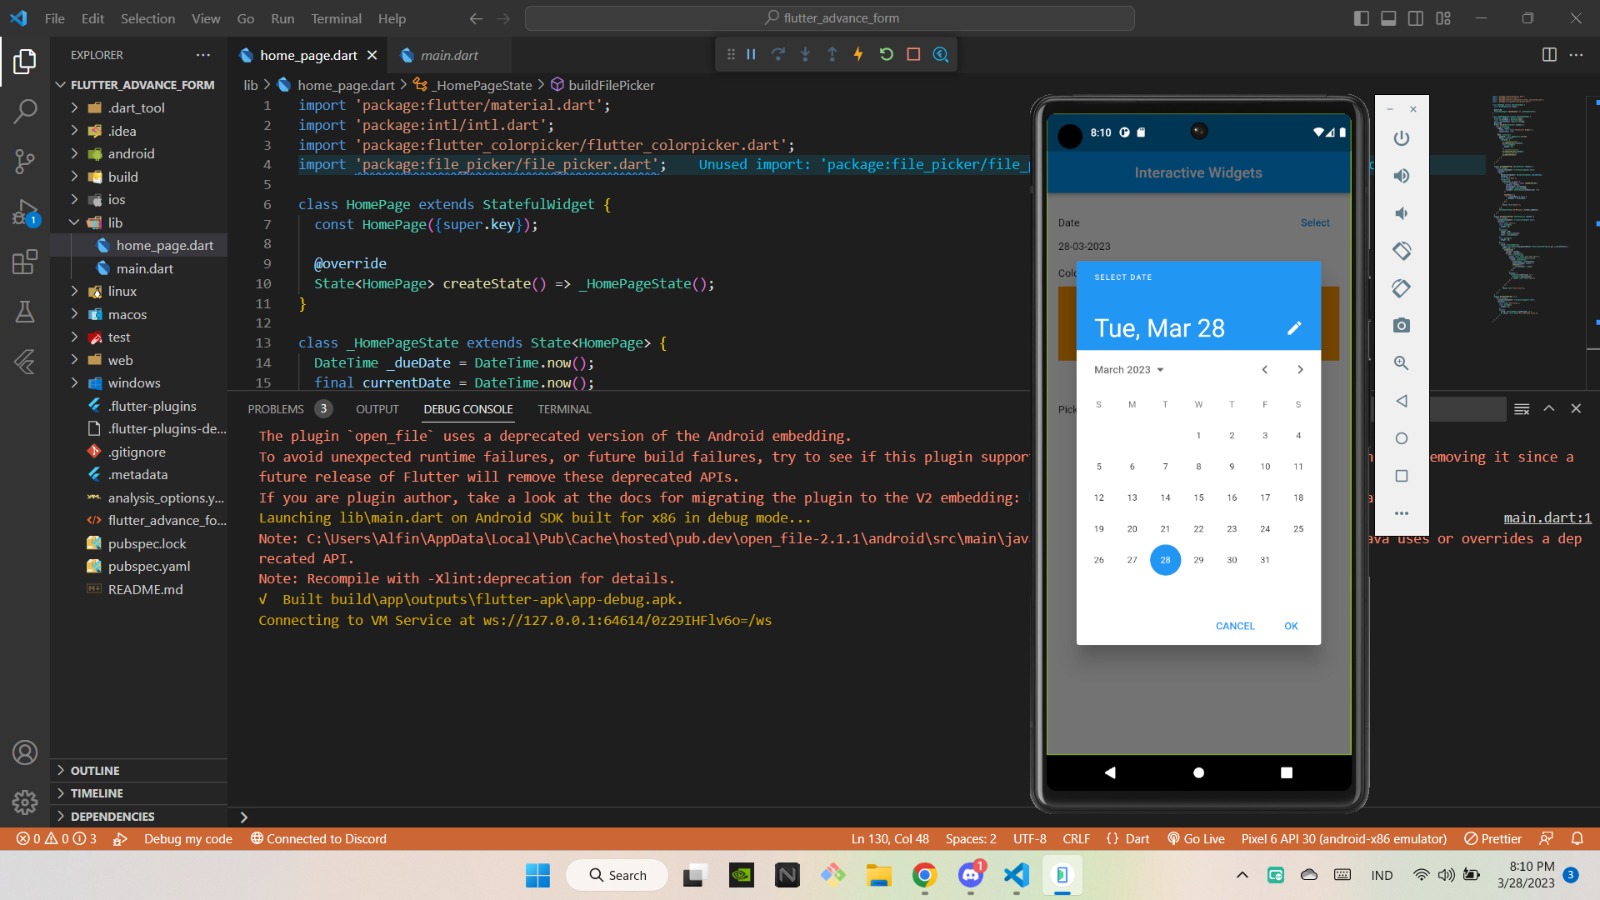 File Edit Selection View Go Run Terminal Help
flutter_advance_form
EXPLORER
FLUTTER_ADVANCE_FORM
.dart_tool
.idea
android
build
ios
lib
home_page.dart
main.dart
linux
macos
test
web
windows
.flutter-plugins
.flutter-plugins-de...
.gitignore
.metadata
analysis_options.y...
flutter_advance_fo...
pubspec.lock
pubspec.yaml
README.md
OUTLINE
TIMELINE
DEPENDENCIES
1
home_page.dart main.dart
lib > home_page.dart > _HomePageState > buildFilePicker
1 import 'package:flutter/material.dart';
2 import 'package:intl/intl.dart';
3 import 'package:flutter_colorpicker/flutter_colorpicker.dart';
4 import 'package:file_picker/file_picker.dart'; Unused import: 'package:file_picker/file_
5
6 class HomePage extends StatefulWidget {
7 const HomePage({super.key});
8
9 @override
10 State<HomePage> createState() => _HomePageState();
11 }
12
13 class _HomePageState extends State<HomePage> {
14 DateTime _dueDate = DateTime.now();
15 final currentDate = DateTime.now();
PROBLEMS 3 OUTPUT DEBUG CONSOLE TERMINAL
The plugin `open_file` uses a deprecated version of the Android embedding.
To avoid unexpected runtime failures, or future build failures, try to see if this plugin suppor
emoving it since a
future release of Flutter will remove these deprecated APIs.
If you are plugin author, take a look at the docs for migrating the plugin to the V2 embedding:
Launching lib\main.dart on Android SDK built for x86 in debug mode...
main.dart:1
Note: C:\Users\Alfin\AppData\Local\Pub\Cache\hosted\pub.dev\open_file-2.1.1\android\src\main\jav
ava uses or overrides a dep
recated API.
Note: Recompile with -Xlint:deprecation for details.
√ Built build\app\outputs\flutter-apk\app-debug.apk.
Connecting to VM Service at ws://127.0.0.1:64614/0z29IHFlv6o=/ws
8:10
Interactive Widgets
Date Select
28-03-2023
Colo
Pick
SELECT DATE
Tue, Mar 28
March 2023
S M T W T F S
1 2 3 4
5 6 7 8 9 10 11
12 13 14 15 16 17 18
19 20 21 22 23 24 25
26 27 28 29 30 31
CANCEL OK
0 0 3 Debug my code Connected to Discord
Ln 130, Col 48 Spaces: 2 UTF-8 CRLF {} Dart Go Live Pixel 6 API 30 (android-x86 emulator) Prettier
Search
1
IND
8:10 PM
3/28/2023
3